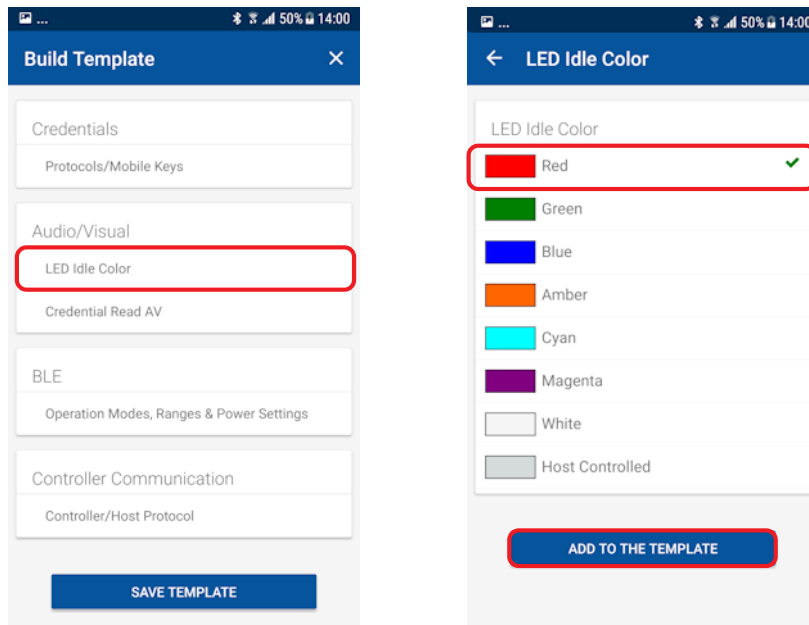 ... 50% 14:00
Build Template
Credentials
Protocols/Mobile Keys
Audio/Visual
LED Idle Color
Credential Read AV
BLE
Operation Modes, Ranges & Power Settings
Controller Communication
Controller/Host Protocol
SAVE TEMPLATE
... 50% 14:00
LED Idle Color
LED Idle Color
Red
Green
Blue
Amber
Cyan
Magenta
White
Host Controlled
ADD TO THE TEMPLATE